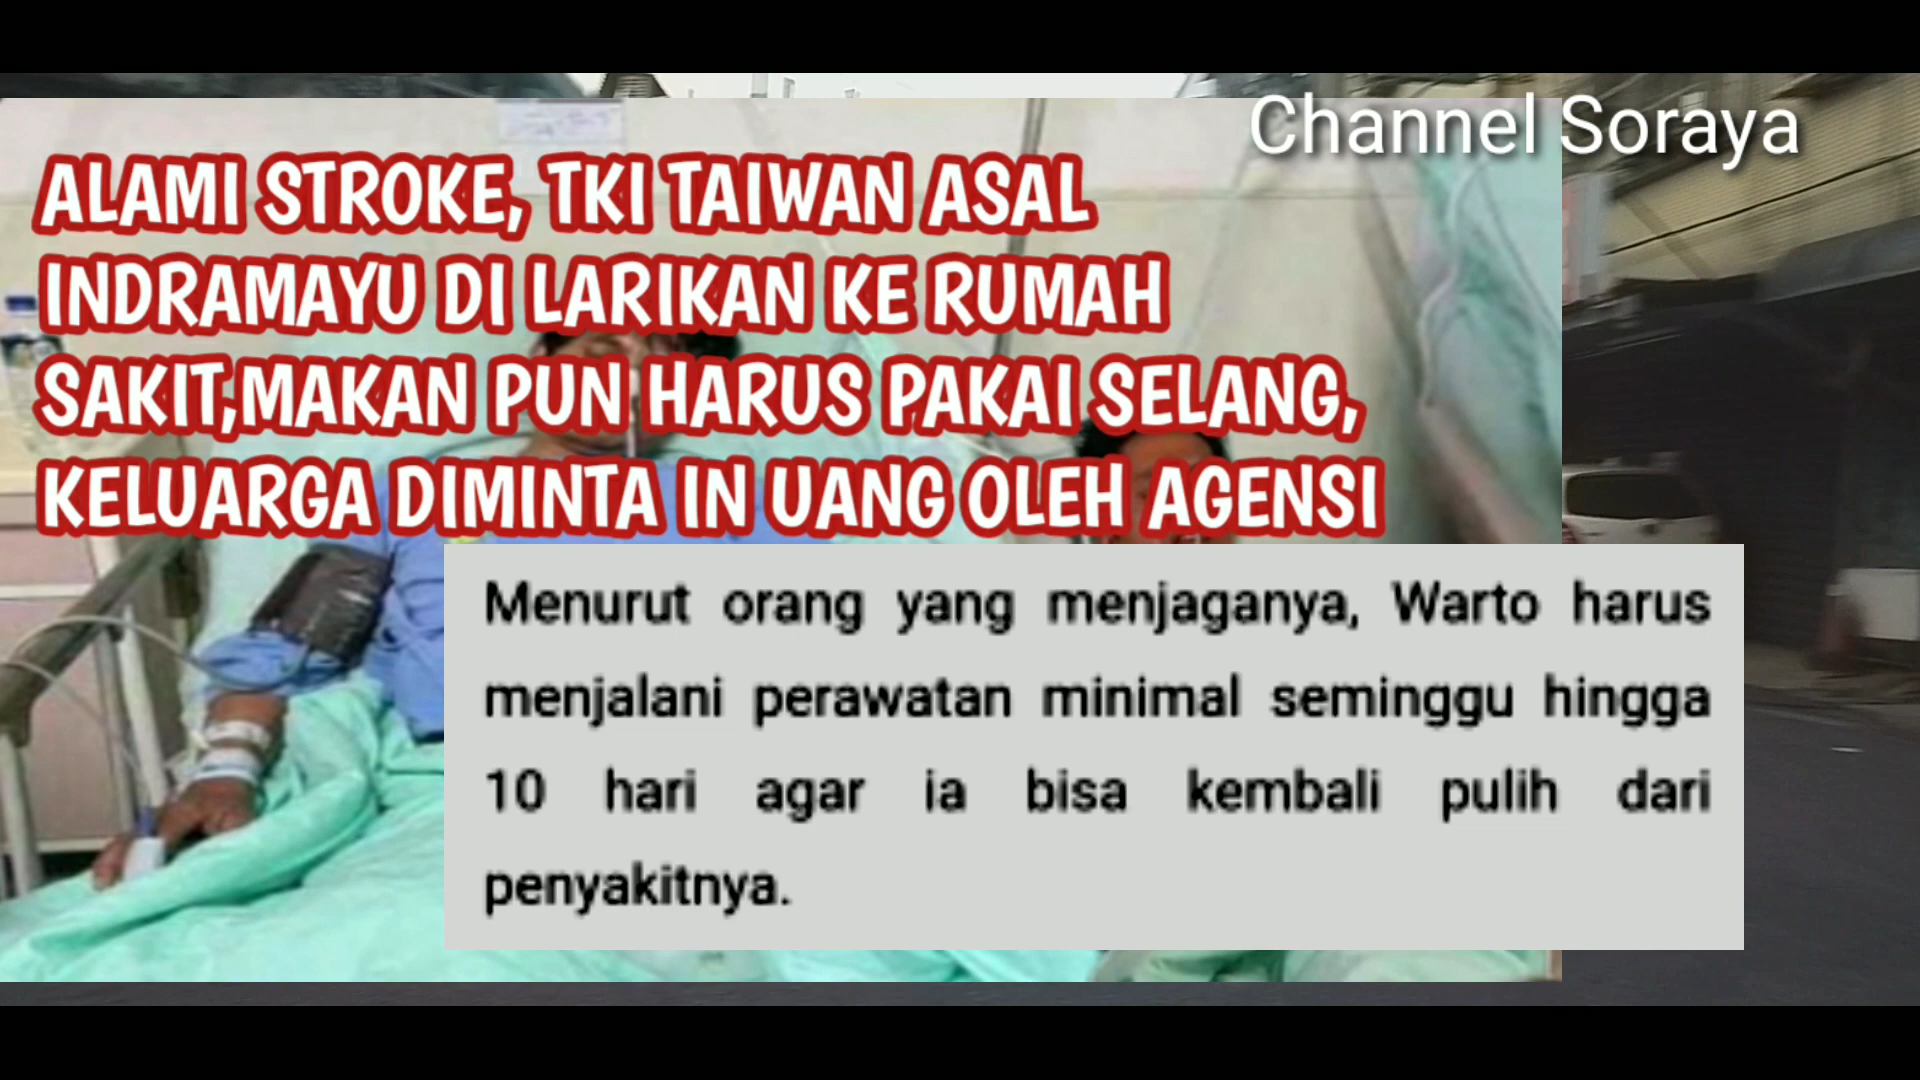 Channel Soraya
ALAMI STROKE, TKI TAIWAN ASAL
INDRAMAYU DI LARIKAN KE RUMAH
SAKIT,MAKAN PUN HARUS PAKAI SELANG,
KELUARGA DIMINTA IN UANG OLEH AGENSI
Menurut orang yang menjaganya, Warto harus
menjalani perawatan minimal seminggu hingga
10 hari agar ia bisa kembali pulih dari
penyakitnya.